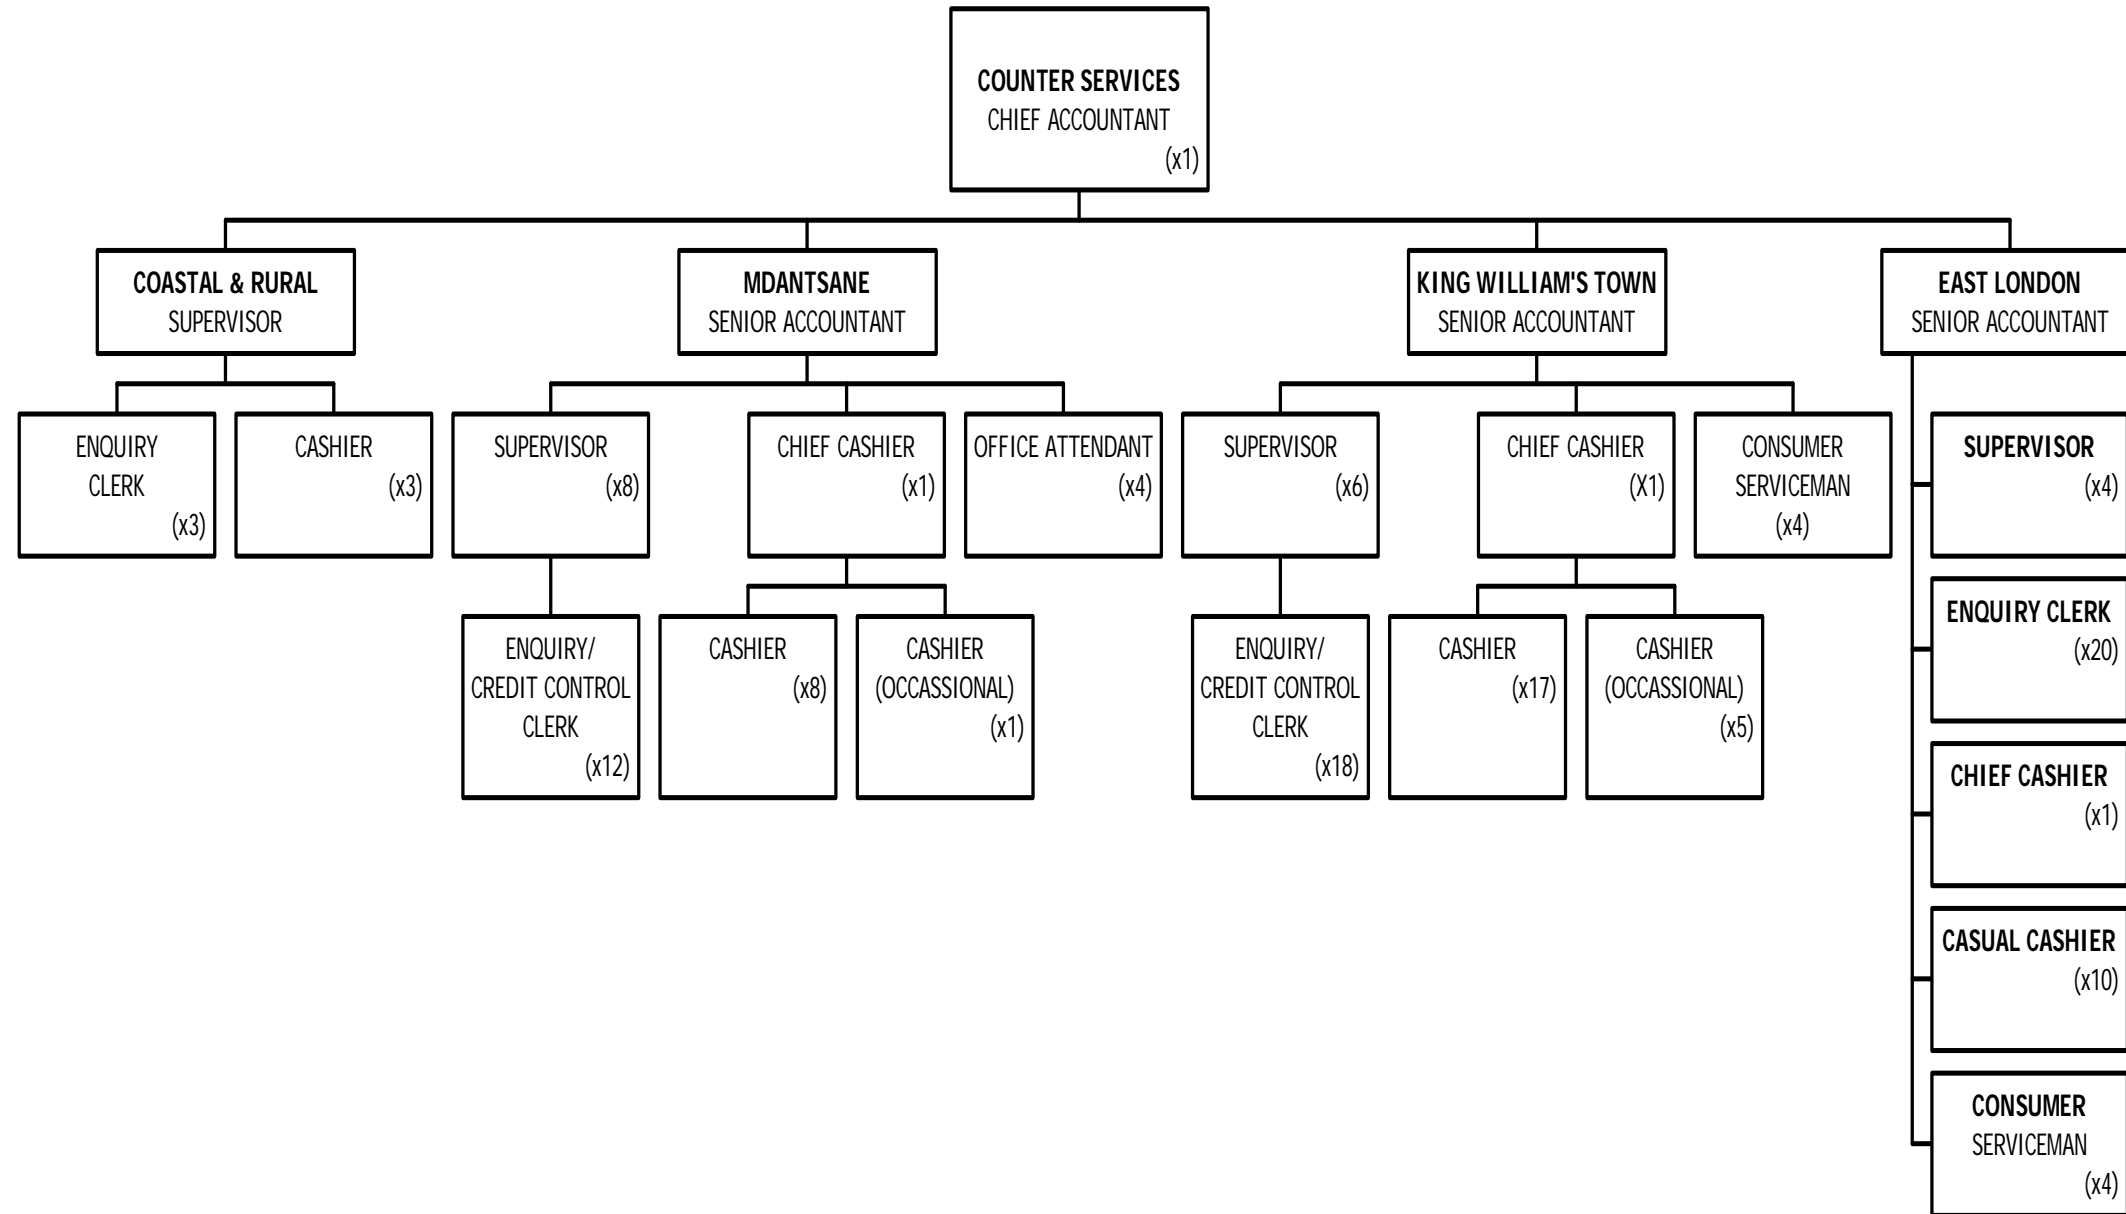 COUNTER SERVICES
CHIEF ACCOUNTANT
(x1)
COASTAL & RURAL
SUPERVISOR
MDANTSANE
SENIOR ACCOUNTANT
KING WILLIAM'S TOWN
SENIOR ACCOUNTANT
EAST LONDON
SENIOR ACCOUNTANT
ENQUIRY
CLERK
(x3)
CASHIER
(x3)
SUPERVISOR
(x8)
CHIEF CASHIER
(x1)
OFFICE ATTENDANT
(x4)
SUPERVISOR
(x6)
CHIEF CASHIER
(X1)
CONSUMER
SERVICEMAN
(x4)
SUPERVISOR
(x4)
ENQUIRY/
CREDIT CONTROL
CLERK
(x12)
CASHIER
(x8)
CASHIER
(OCCASSIONAL)
(x1)
ENQUIRY/
CREDIT CONTROL
CLERK
(x18)
CASHIER
(x17)
CASHIER
(OCCASSIONAL)
(x5)
ENQUIRY CLERK
(x20)
CHIEF CASHIER
(x1)
CASUAL CASHIER
(x10)
CONSUMER
SERVICEMAN
(x4)